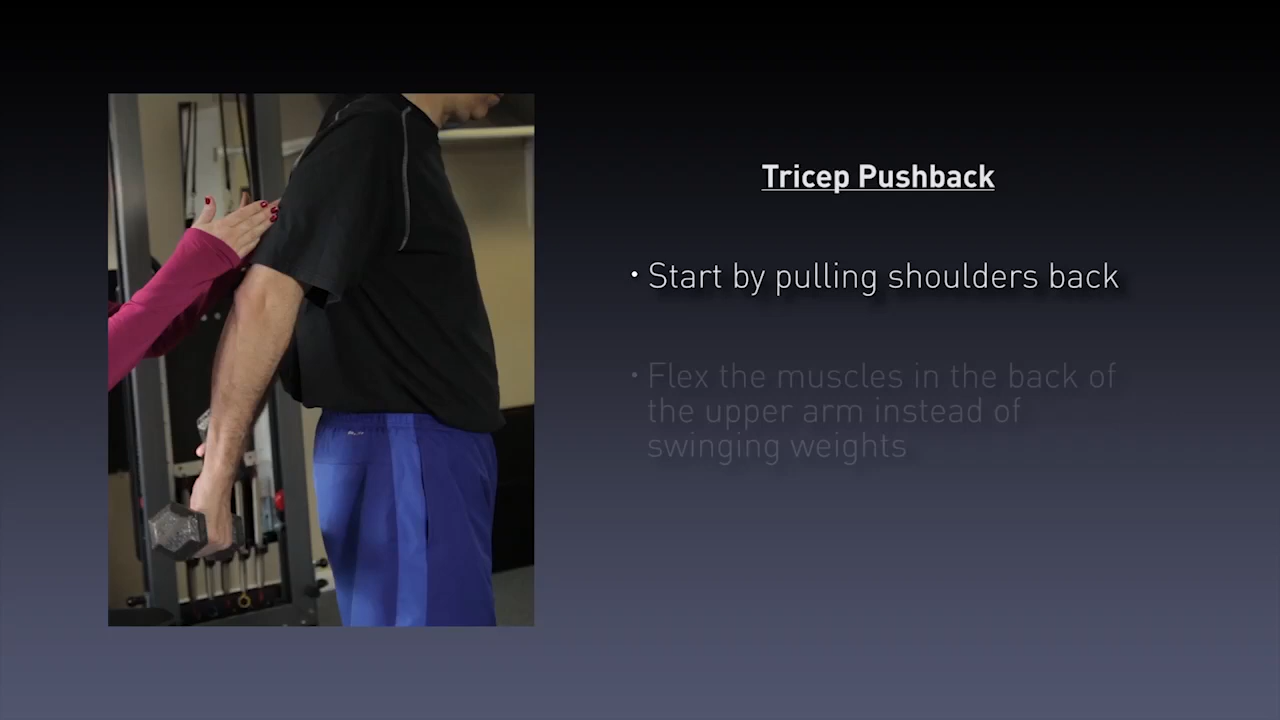 Tricep Pushback
· Start by pulling shoulders back
· Flex the muscles in the back of
the upper arm instead of
swinging weights